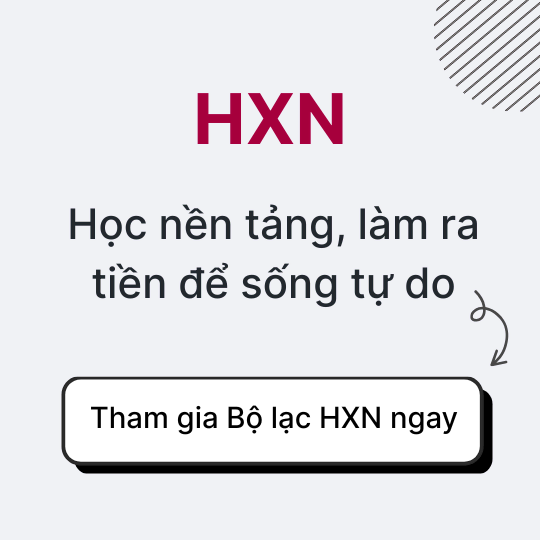 HXN
Học nền tảng, làm ra
tiền để sống tự do
Tham gia Bộ lạc HXN ngay